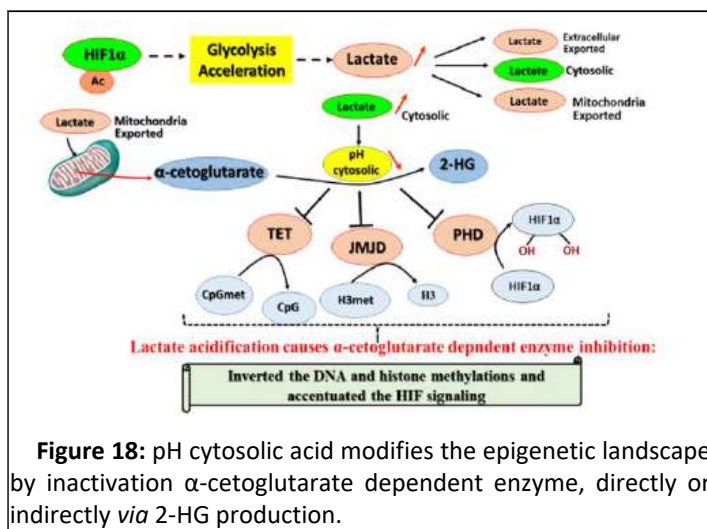 HIF1α
Ac
Glycolysis
Acceleration
Lactate
Lactate
Extracellular
Exported
Lactate
Cytosolic
Lactate
Mitochondria
Exported
Lactate
Cytosolic
Lactate
Mitochondria
Exported
α-cetoglutarate
pH
cytosolic
2-HG
TET
JMJD
PHD
HIF1α
OH
OH
HIF1α
CpGmet
CpG
H3met
H3
Lactate acidification causes α-cetoglutarate depndent enzyme inhibition:
Inverted the DNA and histone methylations and
accentuated the HIF signaling
Figure 18: pH cytosolic acid modifies the epigenetic landscape
by inactivation α-cetoglutarate dependent enzyme, directly or
indirectly via 2-HG production.